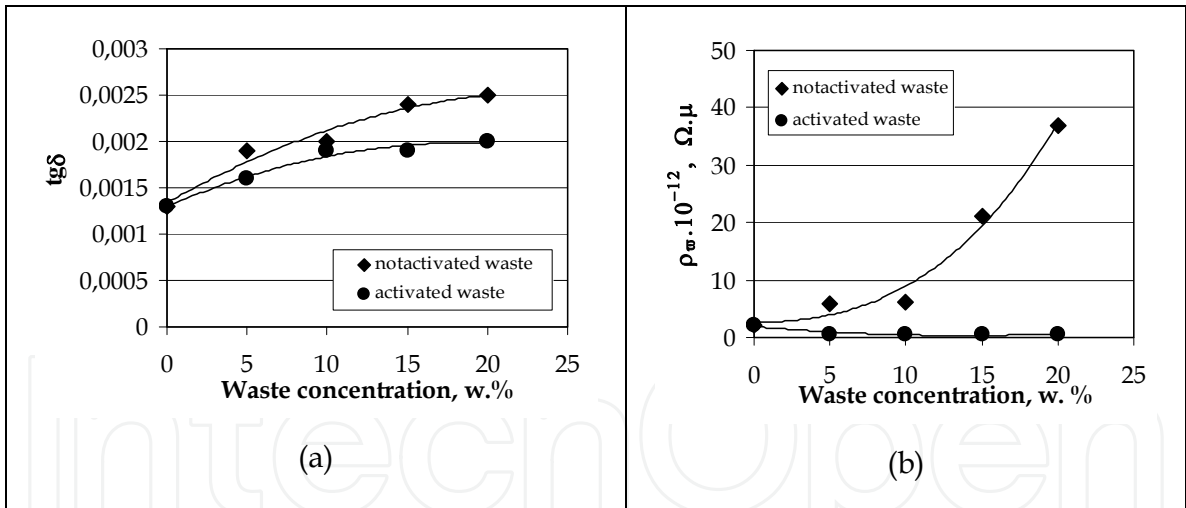 0,003
0,0025
0,002
0,0015
0,001
0,0005
0
tgδ
notactivated waste
activated waste
0 5 10 15 20 25
Waste concentration, w.%
(a)
50
40
30
20
10
0
ρϖ.10⁻¹² , Ω.μ
notactivated waste
activated waste
0 5 10 15 20 25
Waste concentration, w. %
(b)
IntechOpen